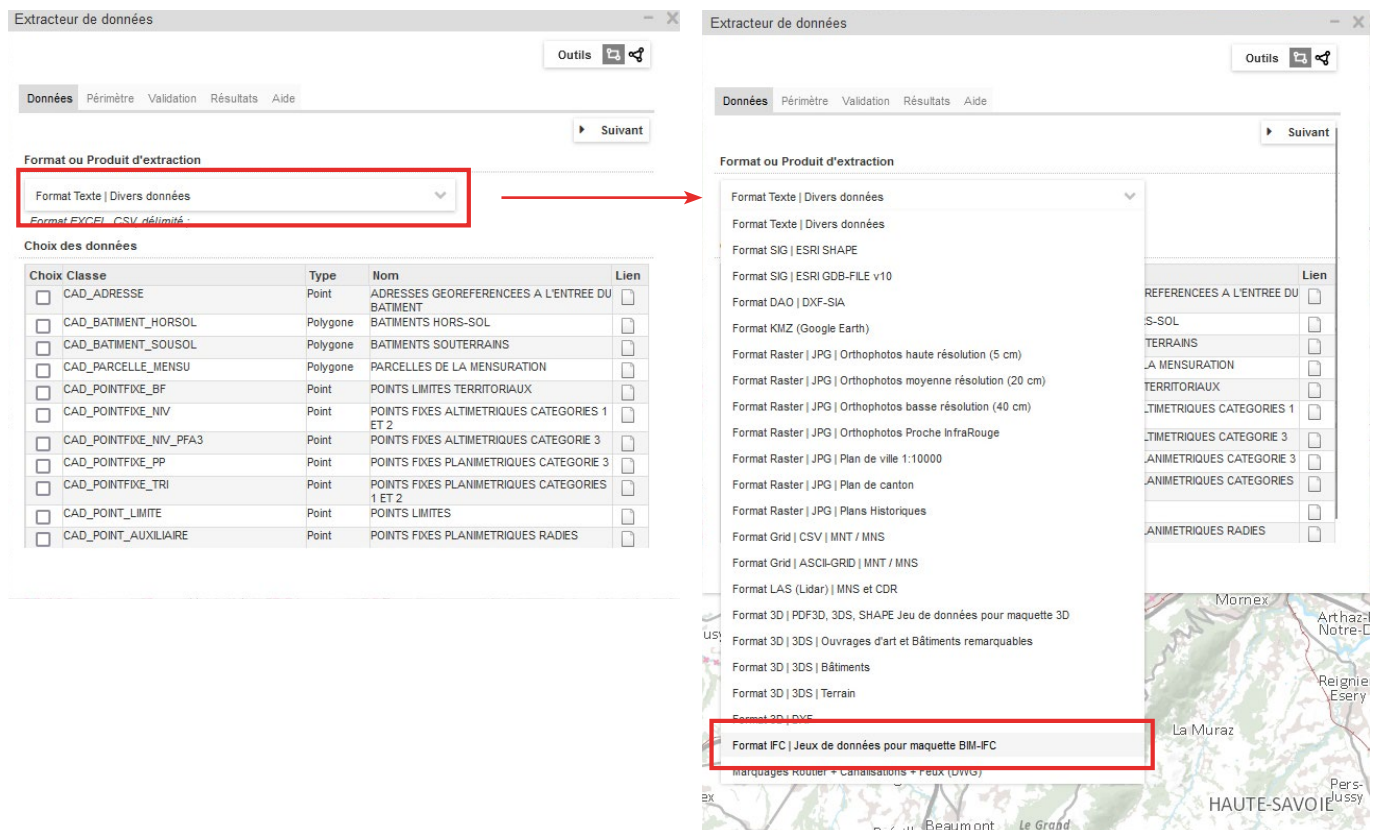 Extracteur de données
Outils
Données Périmètre Validation Résultats Aide
Suivant
Format ou Produit d'extraction
Format Texte | Divers données
Format EXCEL, CSV, délimité ;
Choix des données
Choix Classe Type Nom Lien
CAD_ADRESSE Point ADRESSES GEOREFERENCEES A L'ENTREE DU
BATIMENT
CAD_BATIMENT_HORSOL Polygone BATIMENTS HORS-SOL
CAD_BATIMENT_SOUSOL Polygone BATIMENTS SOUTERRAINS
CAD_PARCELLE_MENSU Polygone PARCELLES DE LA MENSURATION
CAD_POINTFIXE_BF Point POINTS LIMITES TERRITORIAUX
CAD_POINTFIXE_NIV Point POINTS FIXES ALTIMETRIQUES CATEGORIES 1
ET 2
CAD_POINTFIXE_NIV_PFA3 Point POINTS FIXES ALTIMETRIQUES CATEGORIE 3
CAD_POINTFIXE_PP Point POINTS FIXES PLANIMETRIQUES CATEGORIE 3
CAD_POINTFIXE_TRI Point POINTS FIXES PLANIMETRIQUES CATEGORIES
1 ET 2
CAD_POINT_LIMITE Point POINTS LIMITES
CAD_POINT_AUXILIAIRE Point POINTS FIXES PLANIMETRIQUES RADIES
Extracteur de données
Outils
Données Périmètre Validation Résultats Aide
Suivant
Format ou Produit d'extraction
Format Texte | Divers données
Format Texte | Divers données
Format SIG | ESRI SHAPE
Format SIG | ESRI GDB-FILE v10
Format DAO | DXF-SIA
Format KMZ (Google Earth)
Format Raster | JPG | Orthophotos haute résolution (5 cm)
Format Raster | JPG | Orthophotos moyenne résolution (20 cm)
Format Raster | JPG | Orthophotos basse résolution (40 cm)
Format Raster | JPG | Orthophotos Proche InfraRouge
Format Raster | JPG | Plan de ville 1:10000
Format Raster | JPG | Plan de canton
Format Raster | JPG | Plans Historiques
Format Grid | CSV | MNT / MNS
Format Grid | ASCII-GRID | MNT / MNS
Format LAS (Lidar) | MNS et CDR
Format 3D | PDF3D, 3DS, SHAPE Jeu de données pour maquette 3D
Format 3D | 3DS | Ouvrages d'art et Bâtiments remarquables
Format 3D | 3DS | Bâtiments
Format 3D | 3DS | Terrain
Format 3D | DXF
Format IFC | Jeux de données pour maquette BIM-IFC
Marquages Routier + Canalisations + Feux (DWG)
Lien
REFERENCEES A L'ENTREE DU
S-SOL
TERRAINS
LA MENSURATION
TERRITORIAUX
LTIMETRIQUES CATEGORIES 1
LTIMETRIQUES CATEGORIE 3
LANIMETRIQUES CATEGORIE 3
LANIMETRIQUES CATEGORIES
LANIMETRIQUES RADIES
Mornex
Arthaz-
Notre-D
Reignie
Esery
La Muraz
Pers-
Jussy
HAUTE-SAVOIE
Beaumont
Le Grand